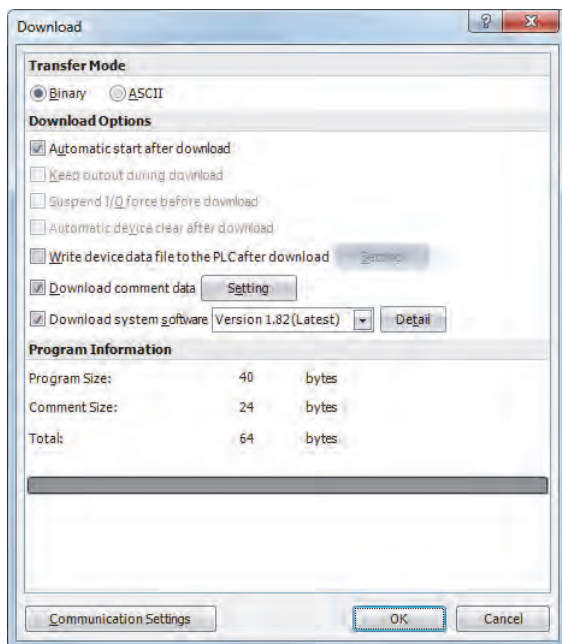 Download
Transfer Mode
Binary ASCII
Download Options
Automatic start after download
Keep output during download
Suspend I/O force before download
Automatic device clear after download
Write device data file to the PLC after download Setting
Download comment data Setting
Download system software Version 1.82(Latest) Detail
Program Information
Program Size: 40 bytes
Comment Size: 24 bytes
Total: 64 bytes
Communication Settings OK Cancel